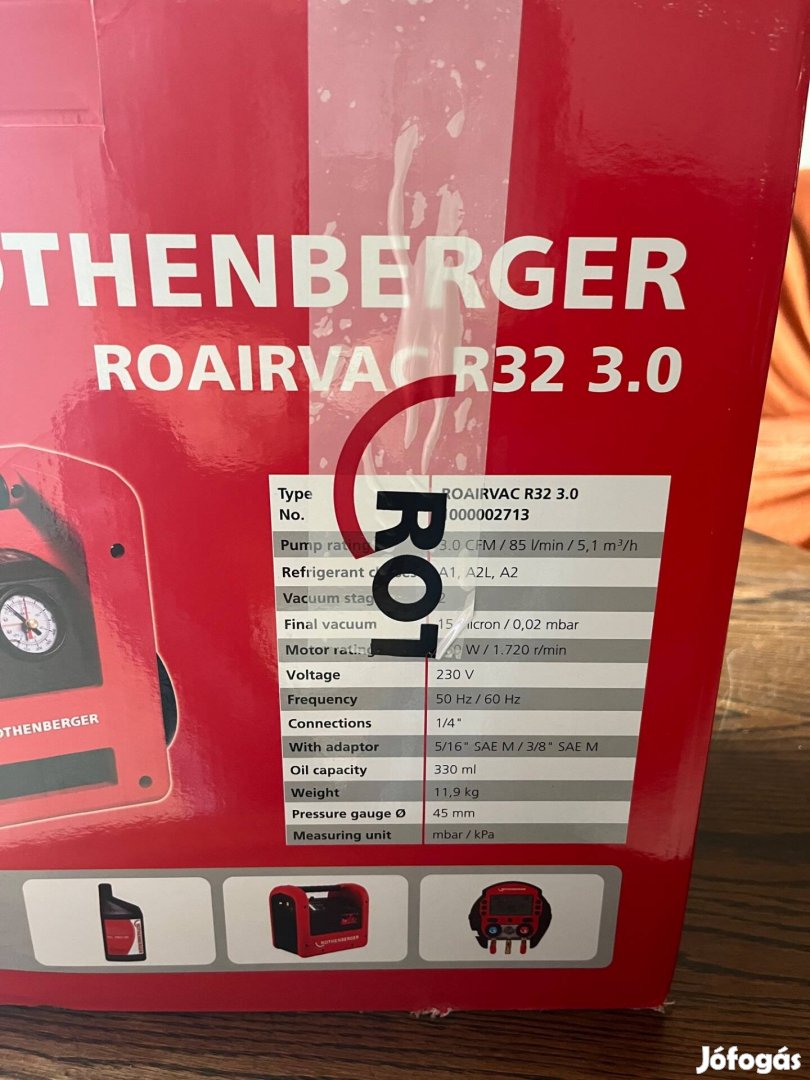 OTHENBERGER
ROAIRVAC R32 3.0
Type ROAIRVAC R32 3.0
No. 000002713
Pump rating 3.0 CFM / 85 l/min / 5,1 m³/h
Refrigerant A1, A2L, A2
Vacuum 2
Final vacuum 0,02 mbar
Motor rating W / 1.720 r/min
Voltage 230 V
Frequency 50 Hz / 60 Hz
Connections 1/4"
With adaptor 5/16" SAE M / 3/8" SAE M
Oil capacity 330 ml
Weight 11,9 kg
Pressure gauge Ø 45 mm
Measuring unit mbar / kPa
RO1
OTHENBERGER
ROTHENBERGER
Jófogás